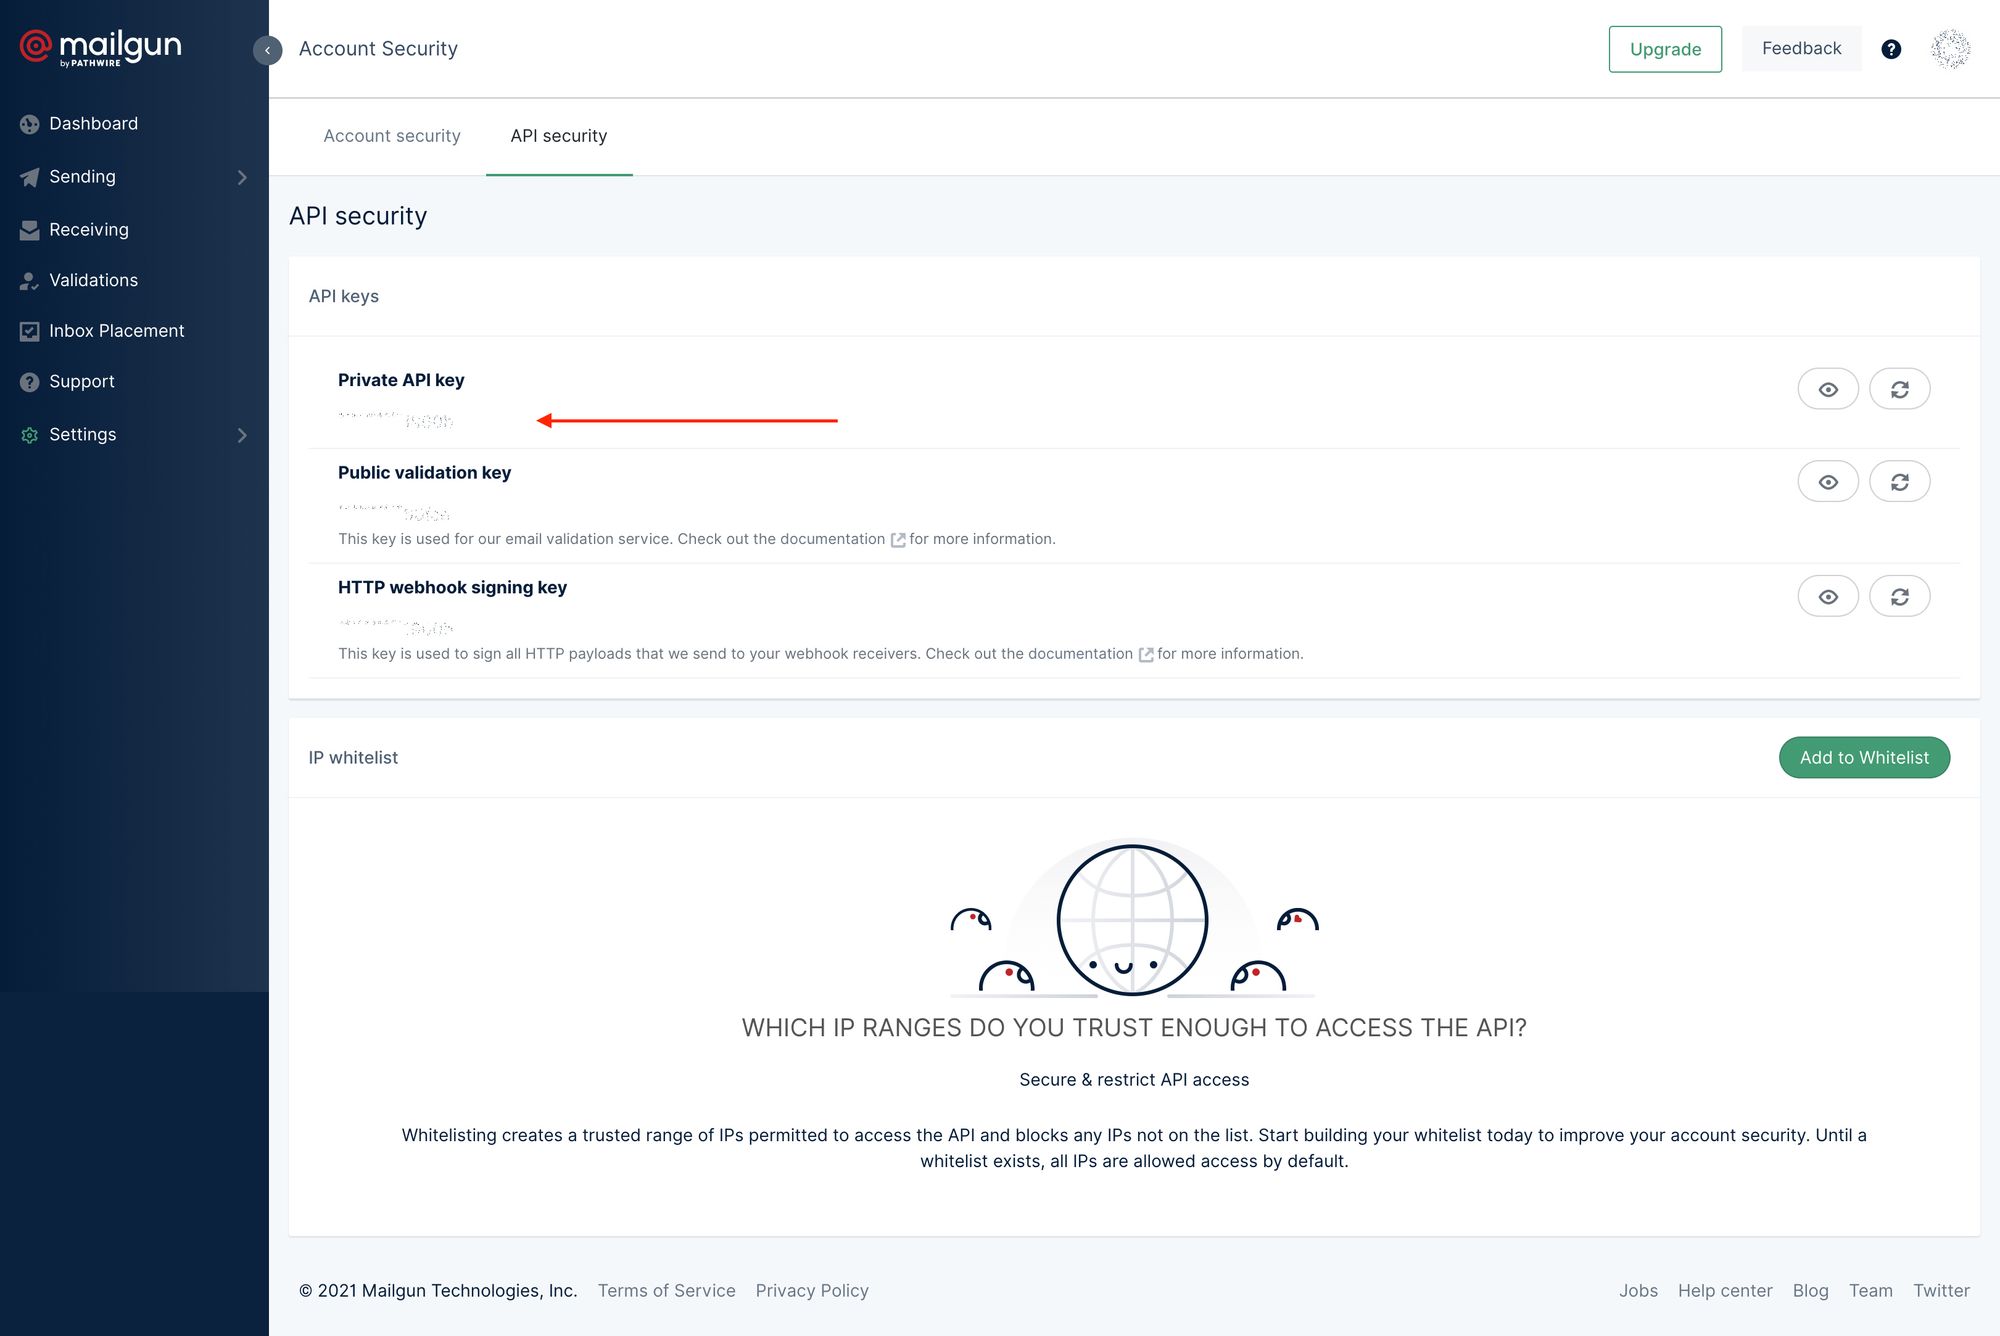 mailgun
by PATHWIRE
Account Security
Upgrade
Feedback
Dashboard
Sending
Receiving
Validations
Inbox Placement
Support
Settings
Account security
API security
API security
API keys
Private API key
Public validation key
This key is used for our email validation service. Check out the documentation for more information.
HTTP webhook signing key
This key is used to sign all HTTP payloads that we send to your webhook receivers. Check out the documentation for more information.
IP whitelist
Add to Whitelist
WHICH IP RANGES DO YOU TRUST ENOUGH TO ACCESS THE API?
Secure & restrict API access
Whitelisting creates a trusted range of IPs permitted to access the API and blocks any IPs not on the list. Start building your whitelist today to improve your account security. Until a
whitelist exists, all IPs are allowed access by default.
© 2021 Mailgun Technologies, Inc.
Terms of Service
Privacy Policy
Jobs
Help center
Blog
Team
Twitter